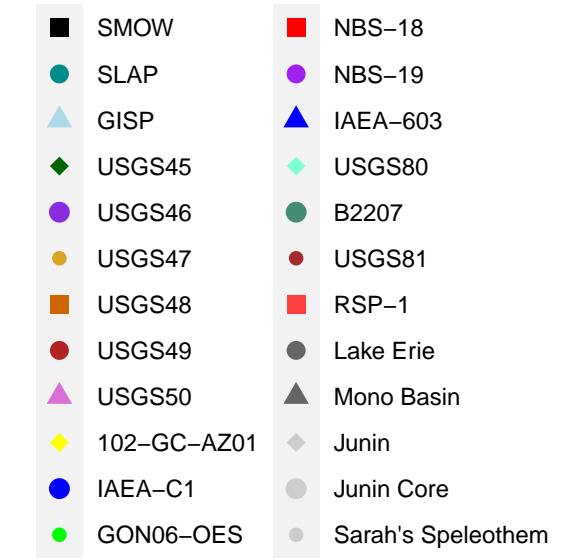 SMOW
SLAP
GISP
USGS45
USGS46
USGS47
USGS48
USGS49
USGS50
102−GC−AZ01
IAEA−C1
GON06−OES
NBS−18
NBS−19
IAEA−603
USGS80
B2207
USGS81
RSP−1
Lake Erie
Mono Basin
Junin
Junin Core
Sarah's Speleothem